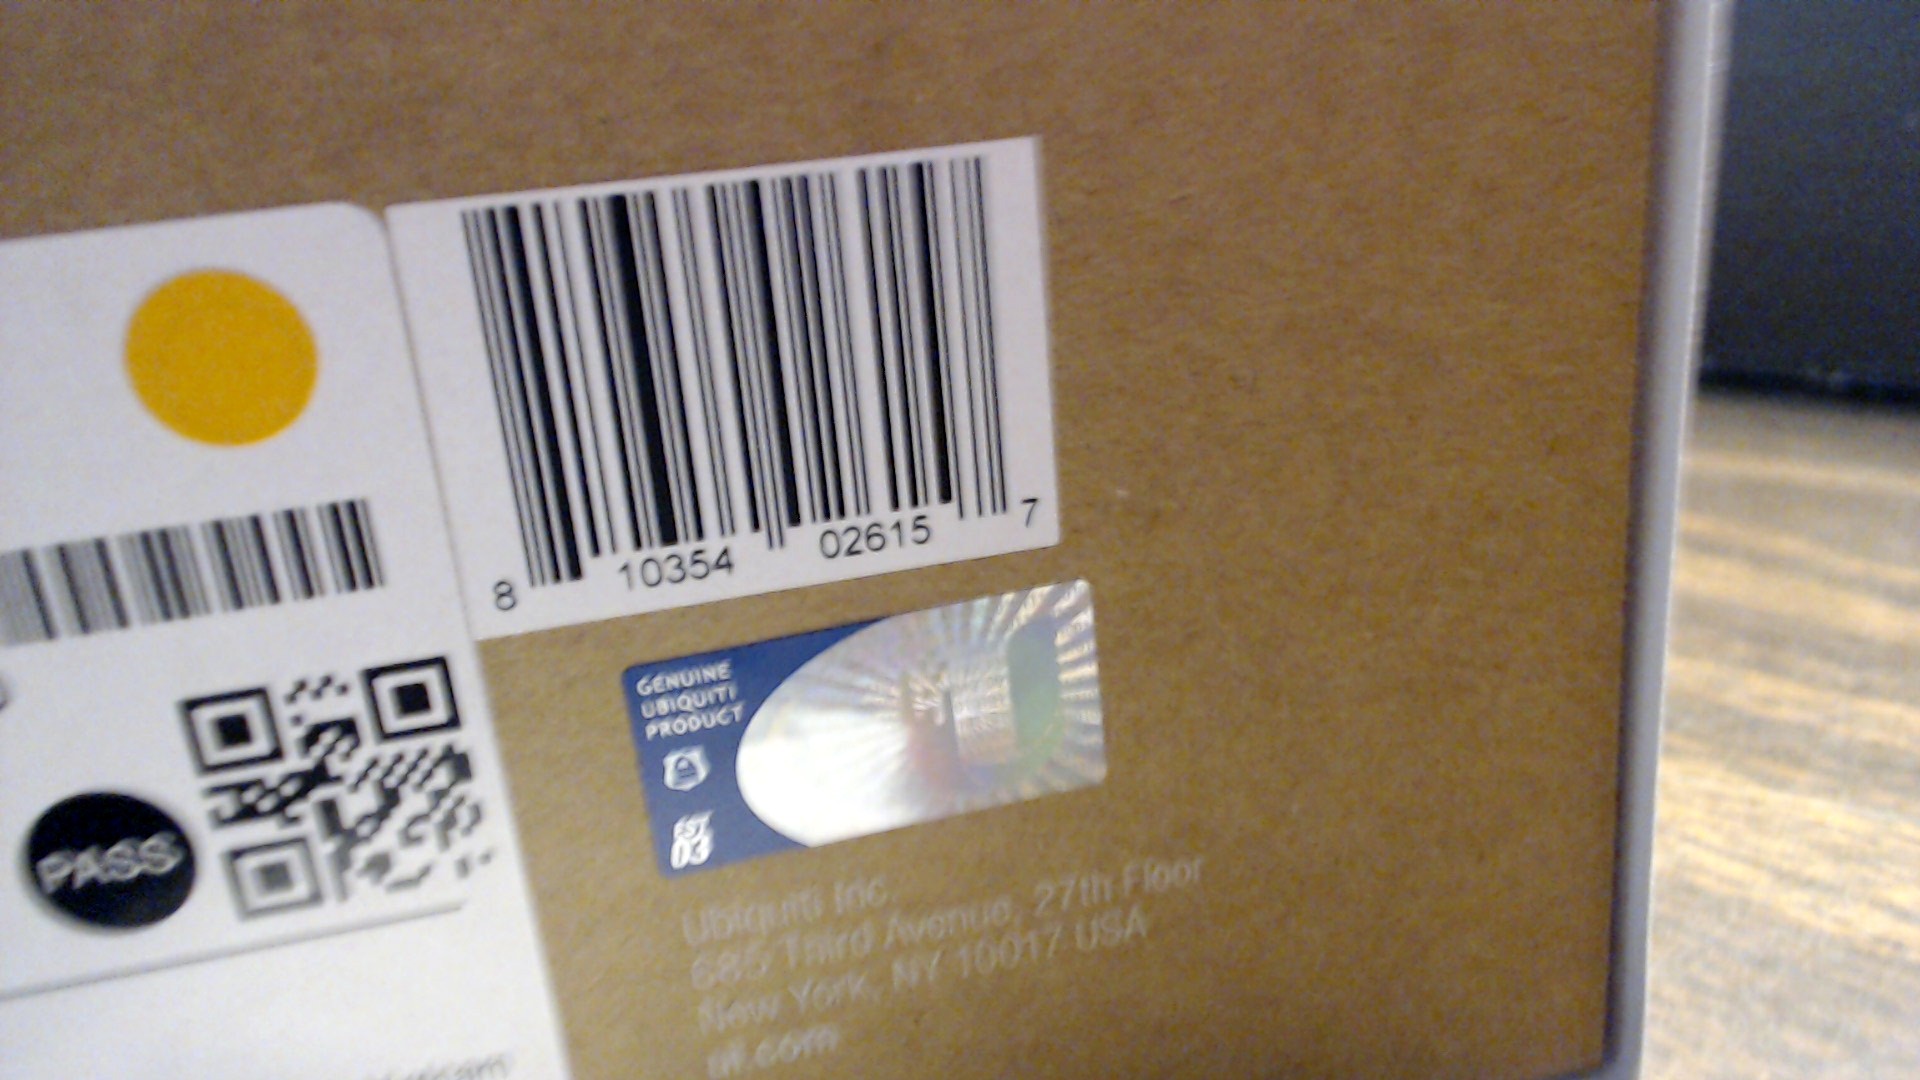 8 10354 02615 7
GENUINE
UBIQUITI
PRODUCT
EST
03
PASS
Ubiquiti Inc.
685 Third Avenue, 27th Floor
New York, NY 10017 USA
ui.com